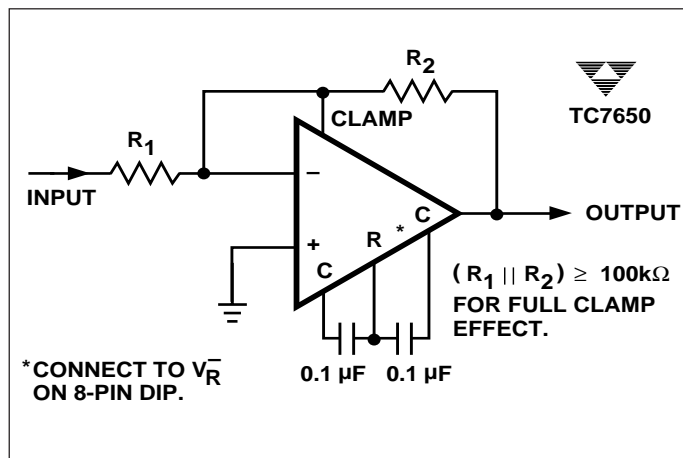 R2
TC7650
CLAMP
R1
INPUT
−
+
C
R
*
C
OUTPUT
(R1 || R2) ≥ 100kΩ
FOR FULL CLAMP
EFFECT.
0.1 µF
0.1 µF
*CONNECT TO V‾R
ON 8-PIN DIP.